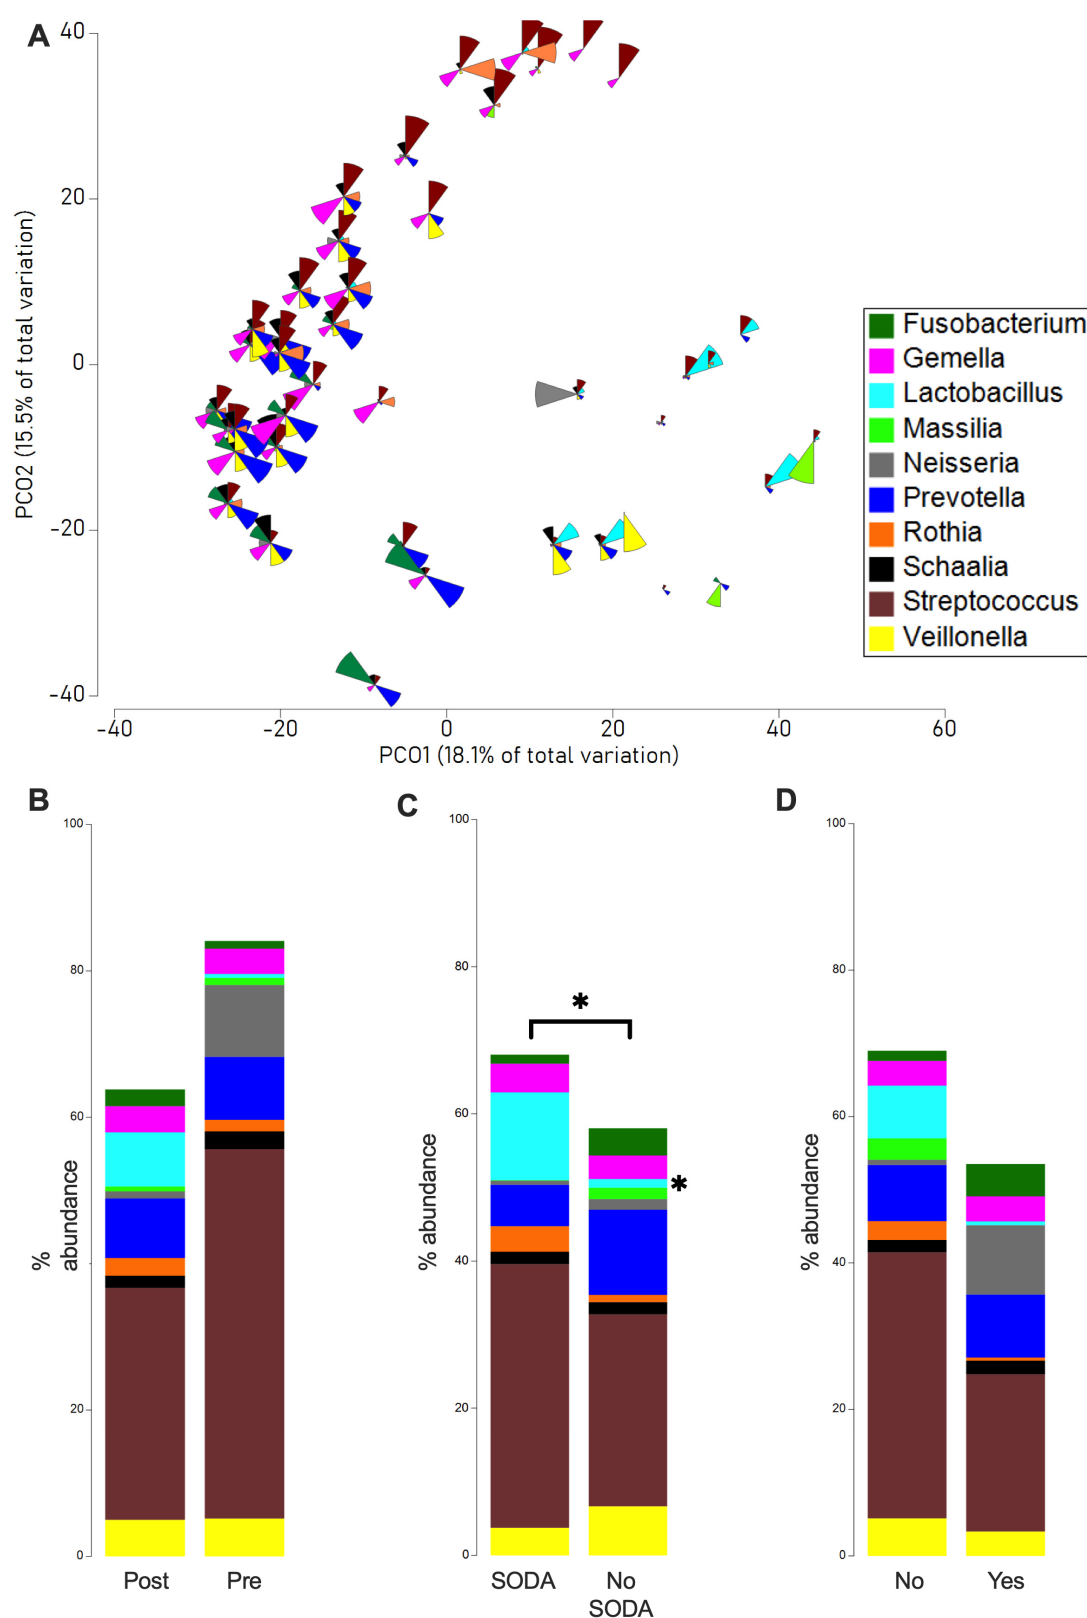 A
40
20
0
-20
-40
PCO2 (15.5% of total variation)
-40
-20
0
20
40
60
PCO1 (18.1% of total variation)
Fusobacterium
Gemella
Lactobacillus
Massilia
Neisseria
Prevotella
Rothia
Schaalia
Streptococcus
Veillonella
B
100
80
60
20
0
%
abundance
Post
Pre
C
100
80
60
40
20
0
% abundance
*
*
SODA
No
SODA
D
100
80
60
40
20
0
% abundance
No
Yes